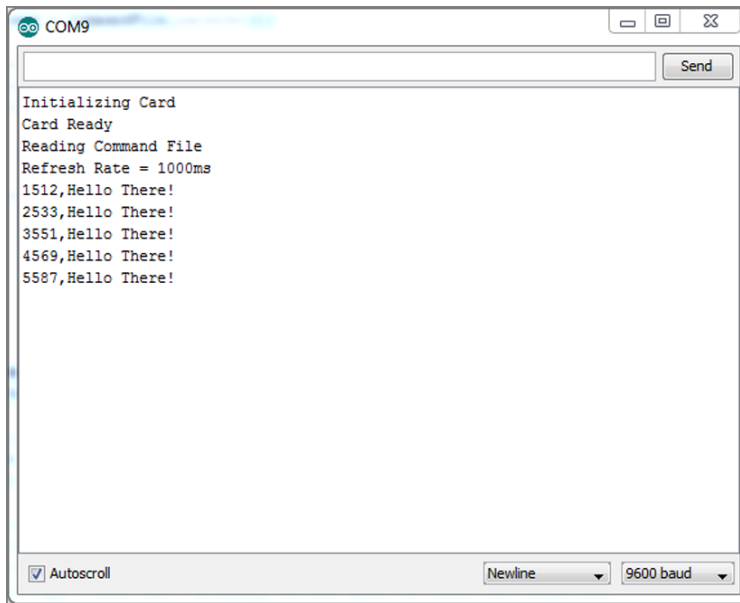 COM9
Send
Initializing Card
Card Ready
Reading Command File
Refresh Rate = 1000ms
1512,Hello There!
2533,Hello There!
3551,Hello There!
4569,Hello There!
5587,Hello There!
Autoscroll
Newline
9600 baud